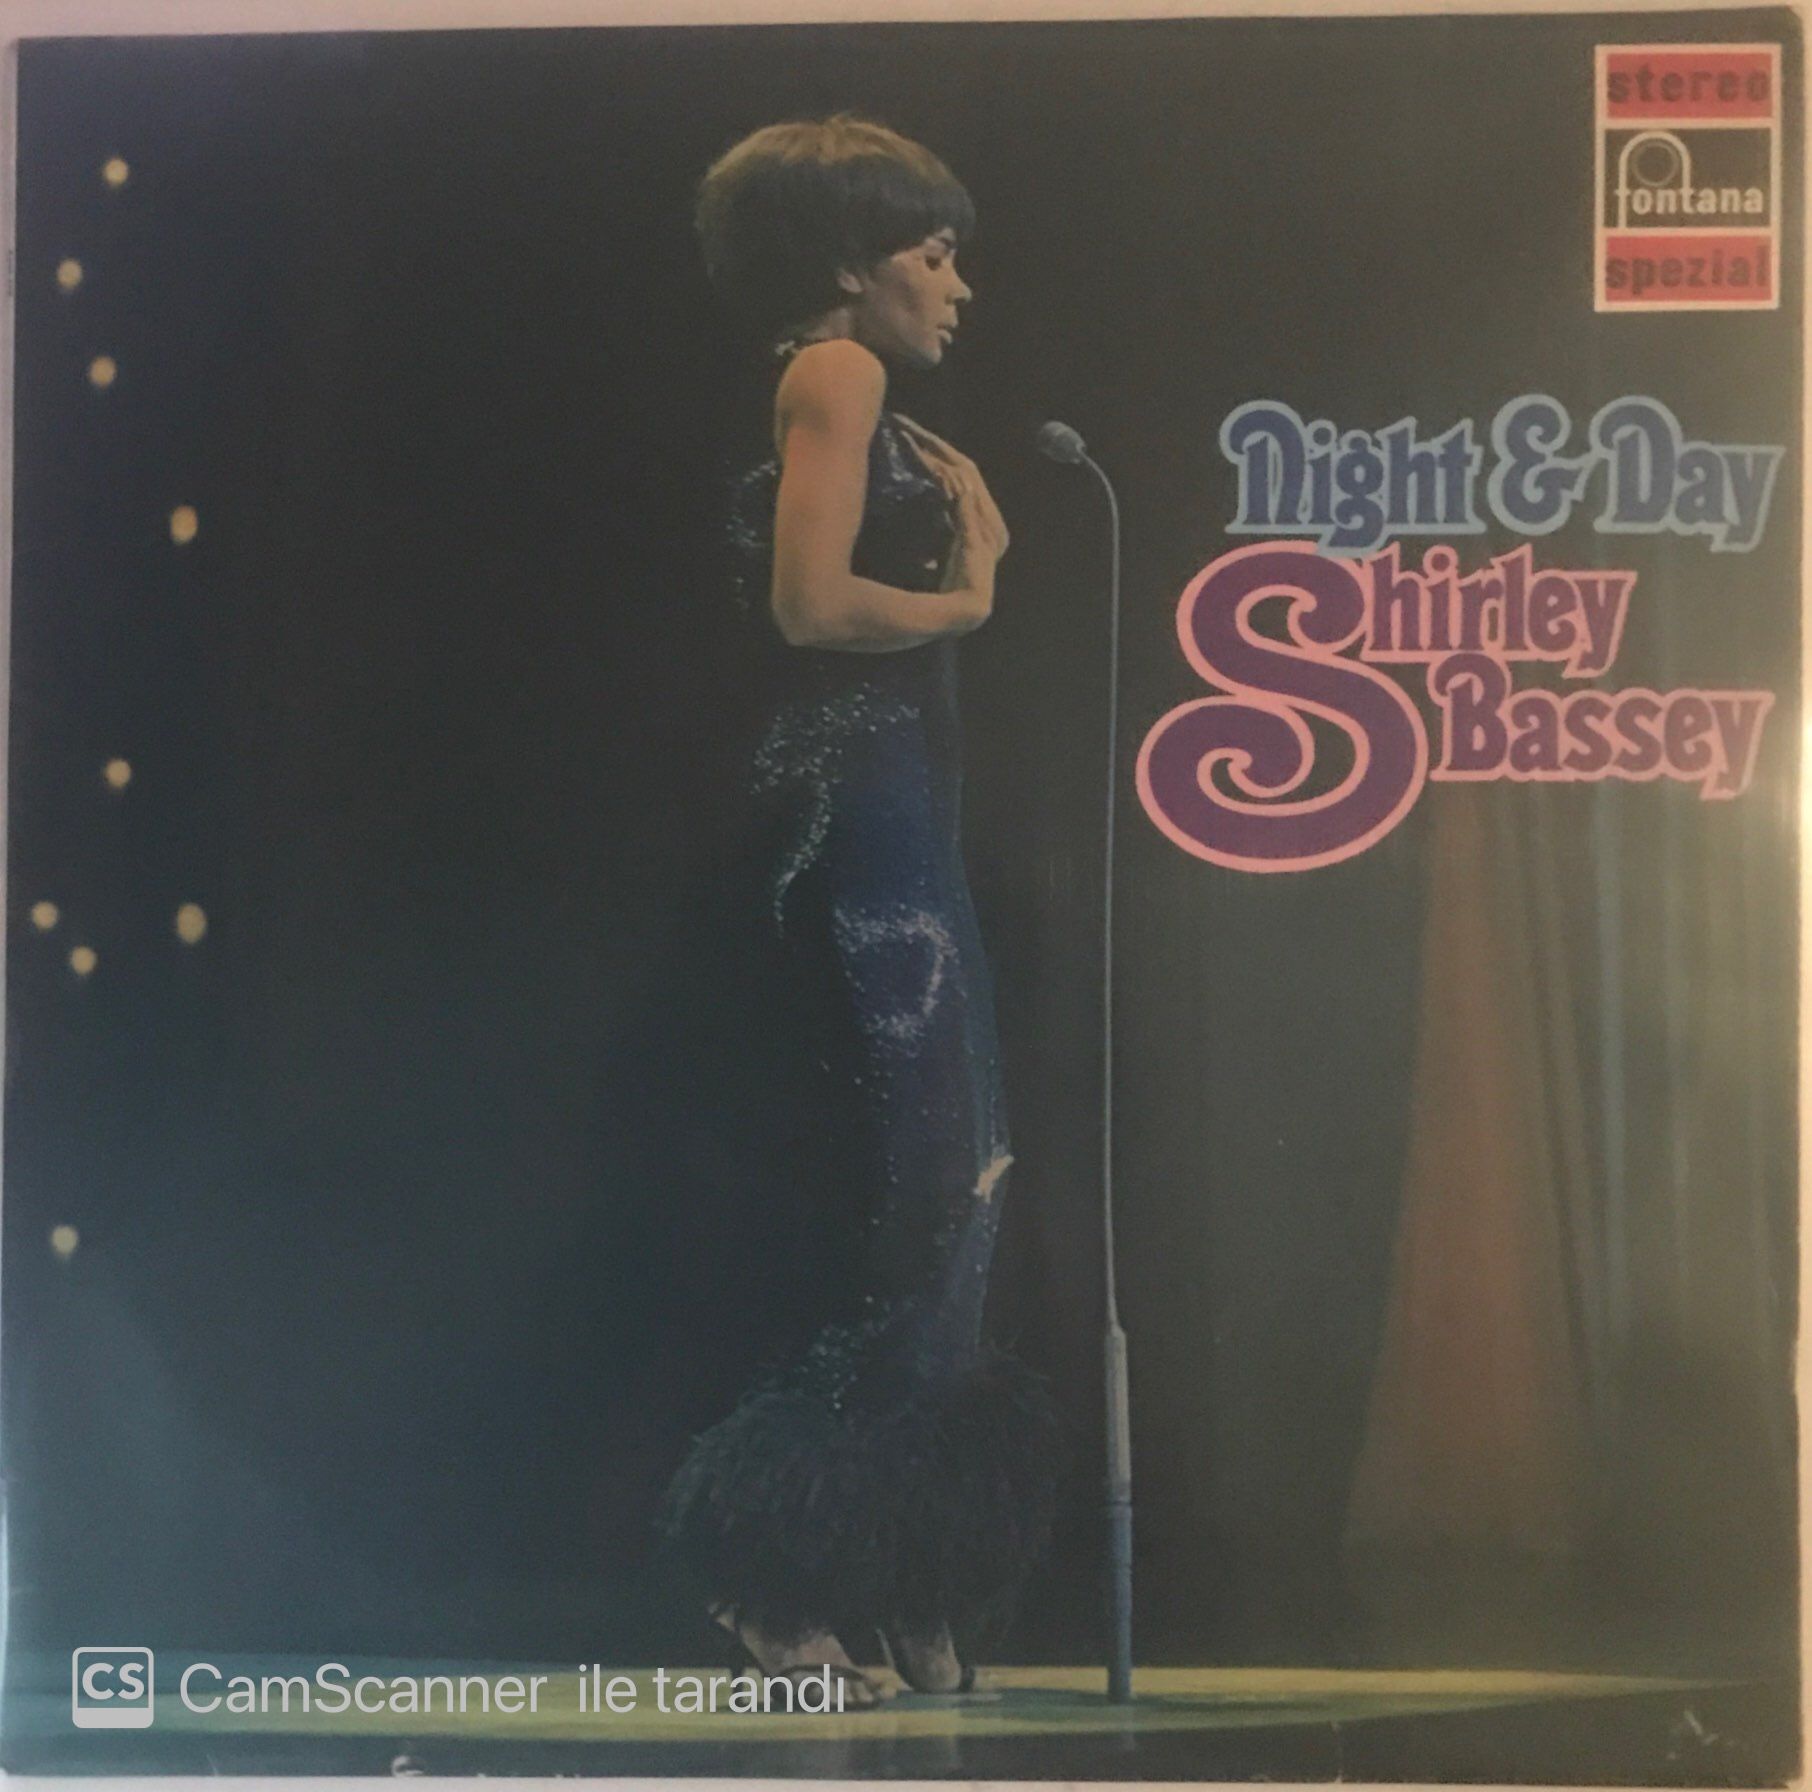 stereo
fontana
spezial
Night & Day
Shirley
Bassey
CS CamScanner ile tarandı